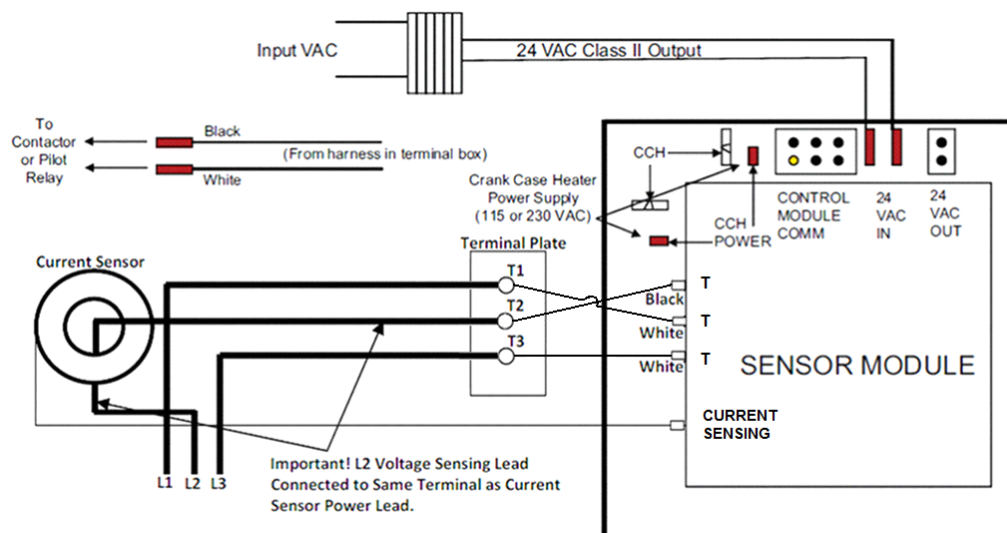 Input VAC
24 VAC Class II Output
To
Contactor
or Pilot
Relay
Black
(From harness in terminal box)
White
CCH
Crank Case Heater
Power Supply
(115 or 230 VAC)
CCH
POWER
CONTROL
MODULE
COMM
24
VAC
IN
24
VAC
OUT
Terminal Plate
Current Sensor
T1
T2
T3
Black
White
White
T
T
T
SENSOR MODULE
CURRENT
SENSING
L1
L2
L3
Important! L2 Voltage Sensing Lead
Connected to Same Terminal as Current
Sensor Power Lead.